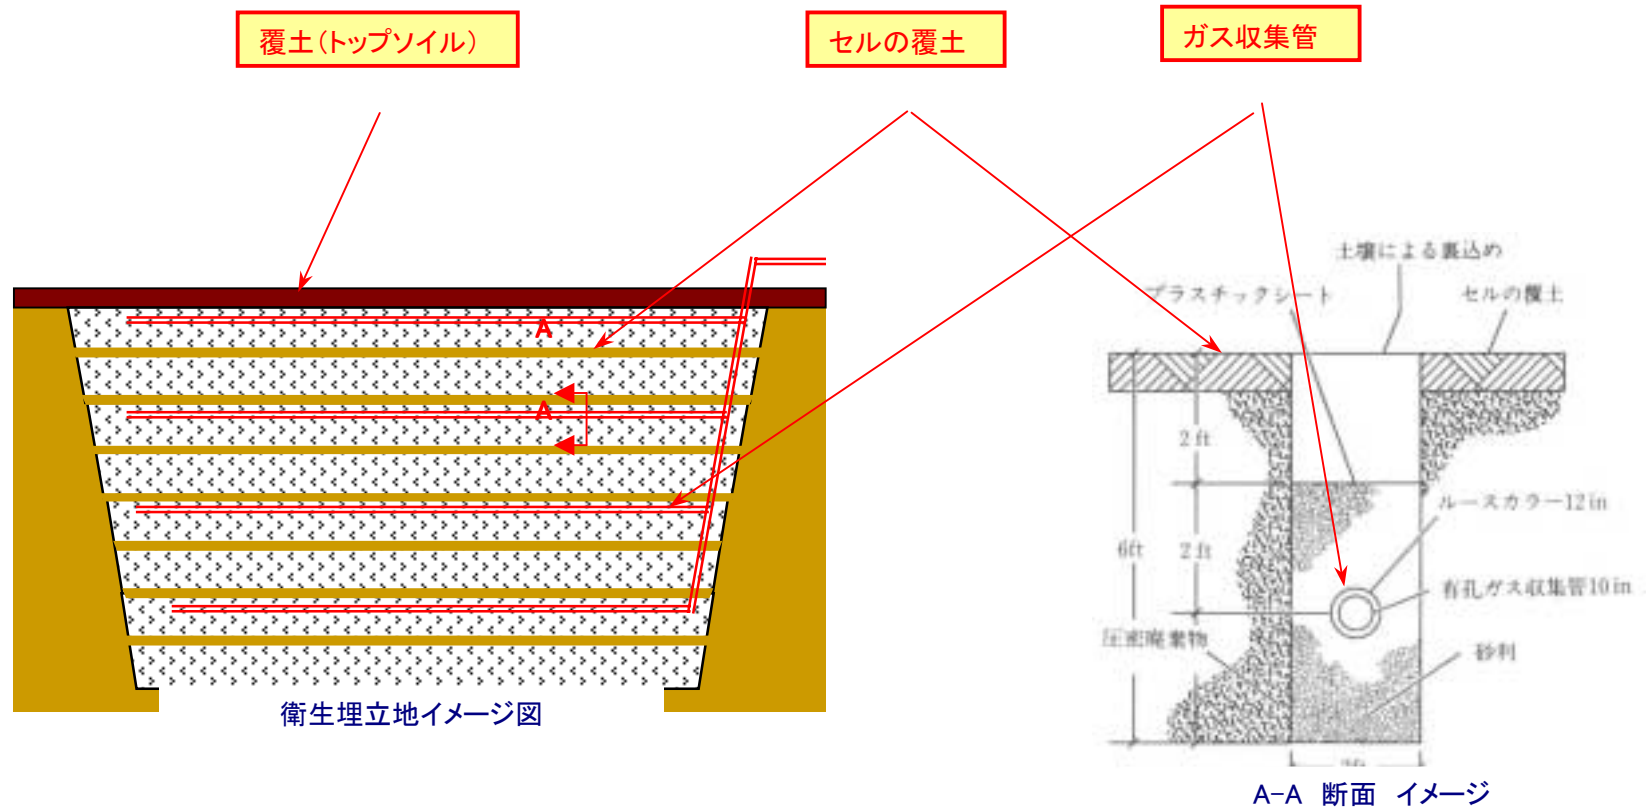 覆土(トップソイル)
セルの覆土
ガス収集管
土壌による裏込め
プラスチックシート
セルの覆土
A
A
2 ft
ルースカラー12in
6ft
2 ft
有孔ガス収集管10in
圧密廃棄物
砂利
衛生埋立地イメージ図
A-A 断面 イメージ